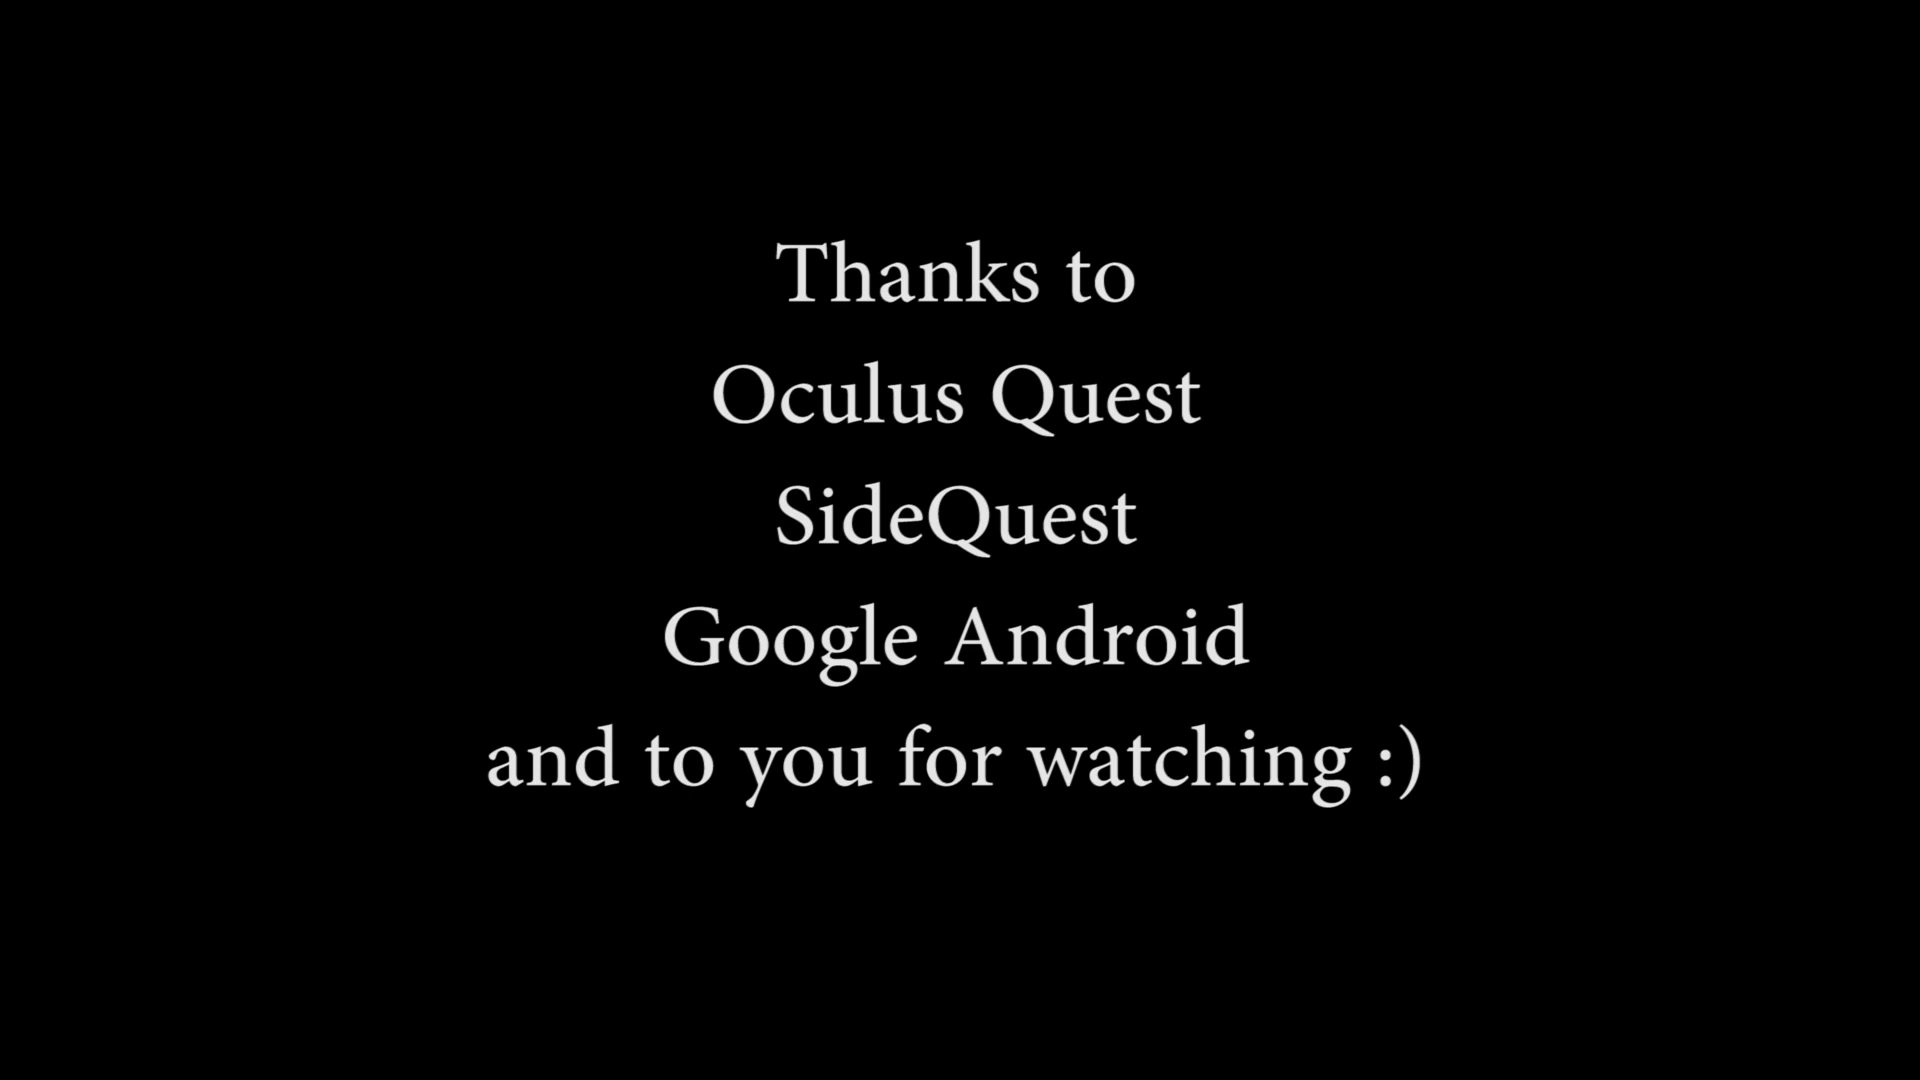 Thanks to
Oculus Quest
SideQuest
Google Android
and to you for watching :)